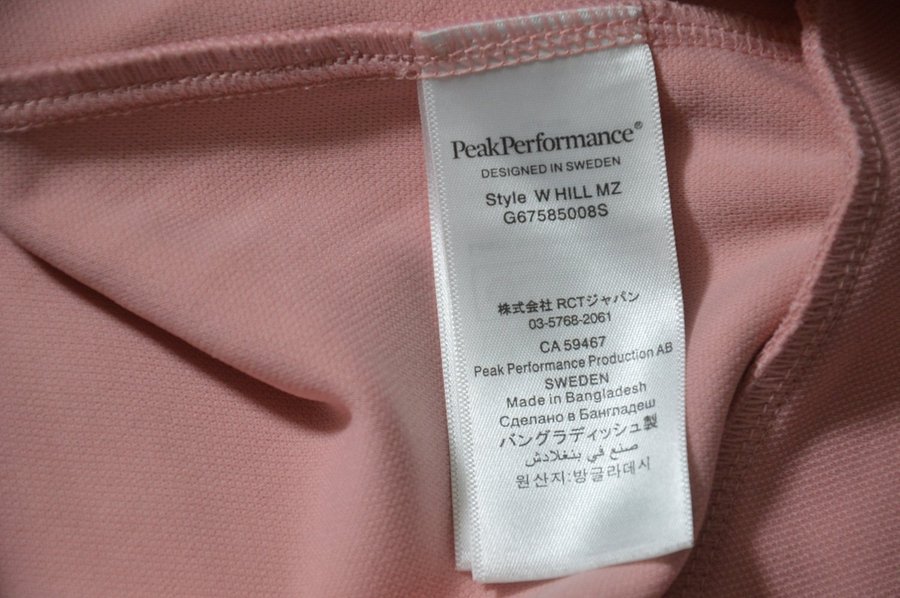 PeakPerformance®
DESIGNED IN SWEDEN
Style W HILL MZ
G67585008S
株式会社 RCTジャパン
03-5768-2061
CA 59467
Peak Performance Production AB
SWEDEN
Made in Bangladesh
Сделано в Бангладеш
バングラディッシュ製
صنع في بنغلادش
원산지:방글라데시